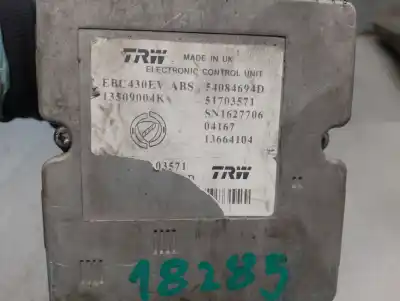 TRW MADE IN UK
ELECTRONIC CONTROL UNIT
EBC430EV ABS 54084694D
13509004K 51703571
SN1627706
04167
13664104
03571
TRW
18285